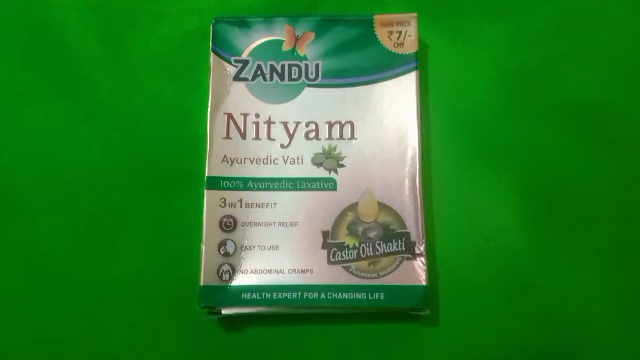 NEW PACK
₹7/-
Off
ZANDU
Nityam
Ayurvedic Vati
100% Ayurvedic Laxative
3 IN 1 BENEFIT
OVERNIGHT RELIEF
EASY TO USE
NO ABDOMINAL CRAMPS
Castor Oil Shakti
HEALTH EXPERT FOR A CHANGING LIFE